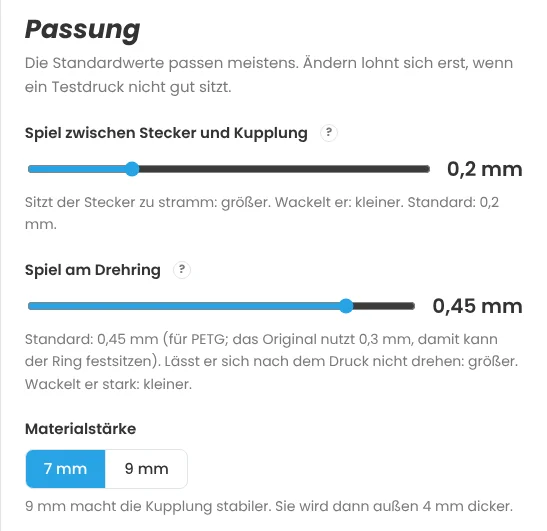 Passung
Die Standardwerte passen meistens. Ändern lohnt sich erst, wenn
ein Testdruck nicht gut sitzt.
Spiel zwischen Stecker und Kupplung ?
0,2 mm
Sitzt der Stecker zu stramm: größer. Wackelt er: kleiner. Standard: 0,2
mm.
Spiel am Drehring ?
0,45 mm
Standard: 0,45 mm (für PETG; das Original nutzt 0,3 mm, damit kann
der Ring festsitzen). Lässt er sich nach dem Druck nicht drehen: größer.
Wackelt er stark: kleiner.
Materialstärke
7 mm 9 mm
9 mm macht die Kupplung stabiler. Sie wird dann außen 4 mm dicker.